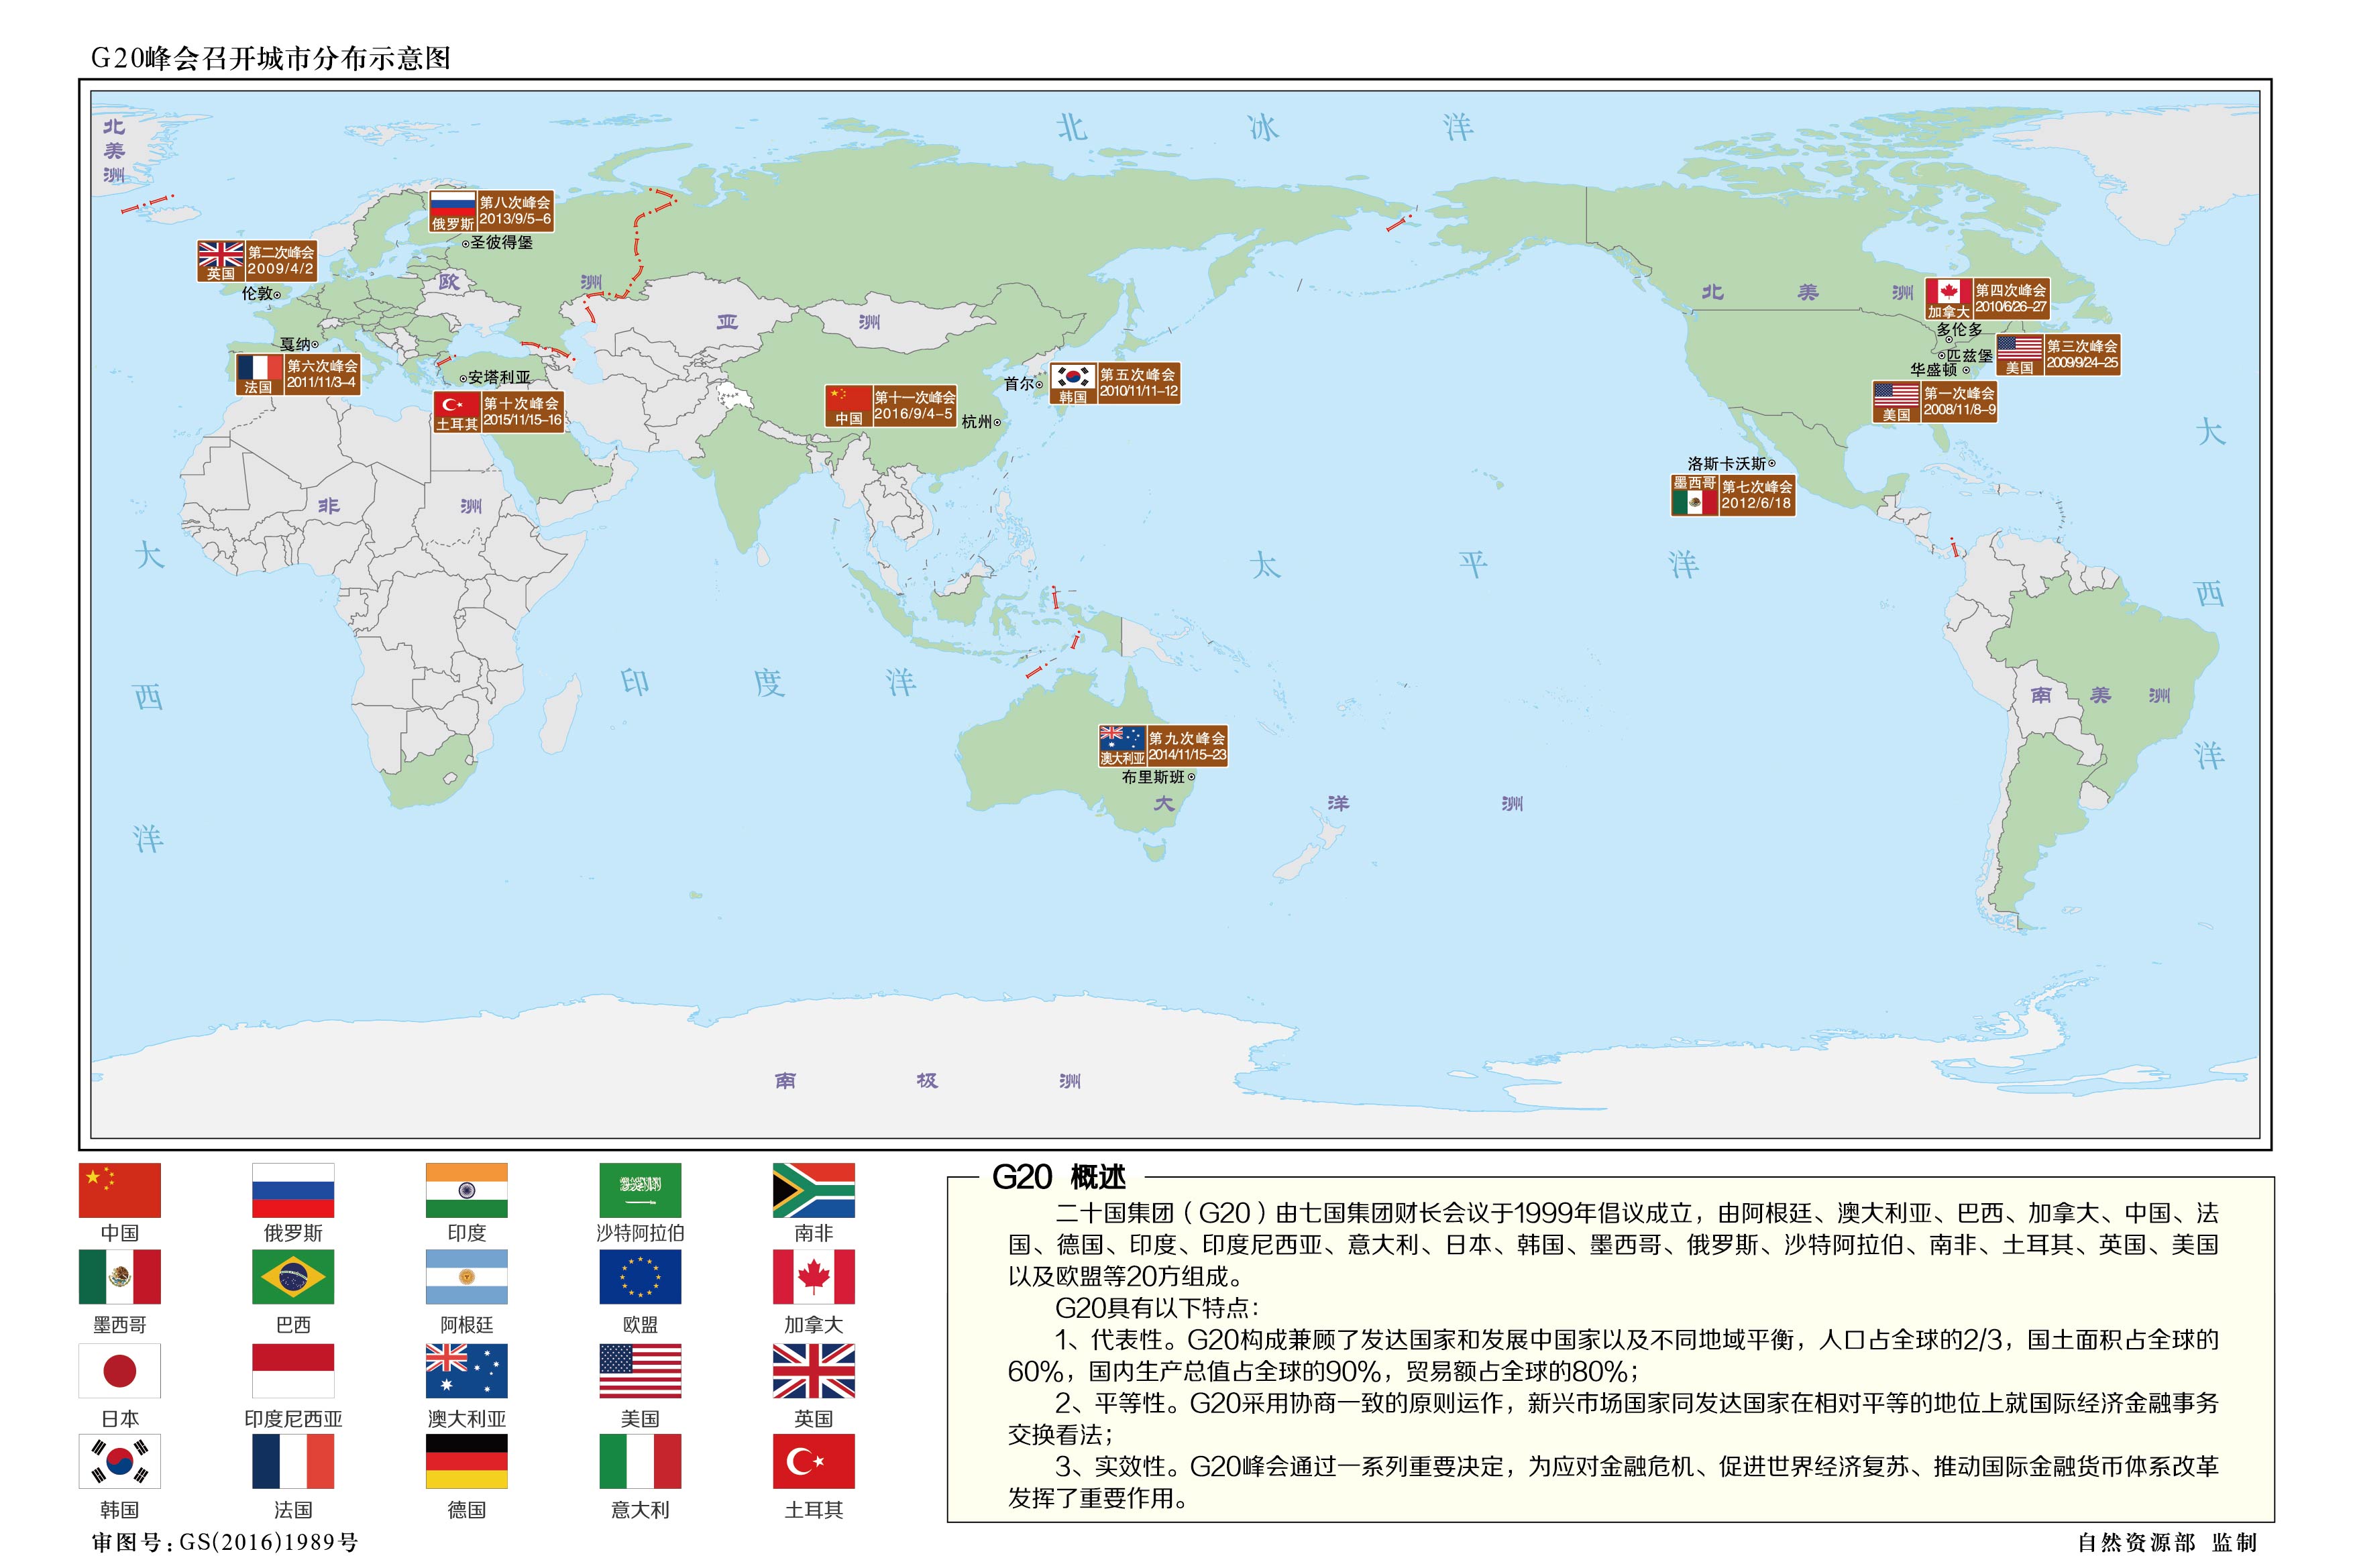 G20峰会召开城市分布示意图
北美洲
北冰洋
俄罗斯
第八次峰会
2013/9/5-6
圣彼得堡
英国
第二次峰会
2009/4/2
伦敦
欧洲
亚洲
北美洲
加拿大
第四次峰会
2010/6/26-27
多伦多
匹兹堡
美国
第三次峰会
2009/9/24-25
华盛顿
美国
第一次峰会
2008/11/8-9
戛纳
法国
第六次峰会
2011/11/3-4
安塔利亚
土耳其
第十次峰会
2015/11/15-16
中国
第十一次峰会
2016/9/4-5
杭州
首尔
韩国
第五次峰会
2010/11/11-12
洛斯卡沃斯
墨西哥
第七次峰会
2012/6/18
非洲
大西洋
太平洋
大西洋
印度洋
南美洲
澳大利亚
第九次峰会
2014/11/15-23
布里斯班
大洋洲
南极洲
中国
俄罗斯
印度
沙特阿拉伯
南非
墨西哥
巴西
阿根廷
欧盟
加拿大
日本
印度尼西亚
澳大利亚
美国
英国
韩国
法国
德国
意大利
土耳其
G20 概述
二十国集团（G20）由七国集团财长会议于1999年倡议成立，由阿根廷、澳大利亚、巴西、加拿大、中国、法
国、德国、印度、印度尼西亚、意大利、日本、韩国、墨西哥、俄罗斯、沙特阿拉伯、南非、土耳其、英国、美国
以及欧盟等20方组成。
G20具有以下特点：
1、代表性。G20构成兼顾了发达国家和发展中国家以及不同地域平衡，人口占全球的2/3，国土面积占全球的
60%，国内生产总值占全球的90%，贸易额占全球的80%；
2、平等性。G20采用协商一致的原则运作，新兴市场国家同发达国家在相对平等的地位上就国际经济金融事务
交换看法；
3、实效性。G20峰会通过一系列重要决定，为应对金融危机、促进世界经济复苏、推动国际金融货币体系改革
发挥了重要作用。
审图号：GS(2016)1989号
自然资源部 监制